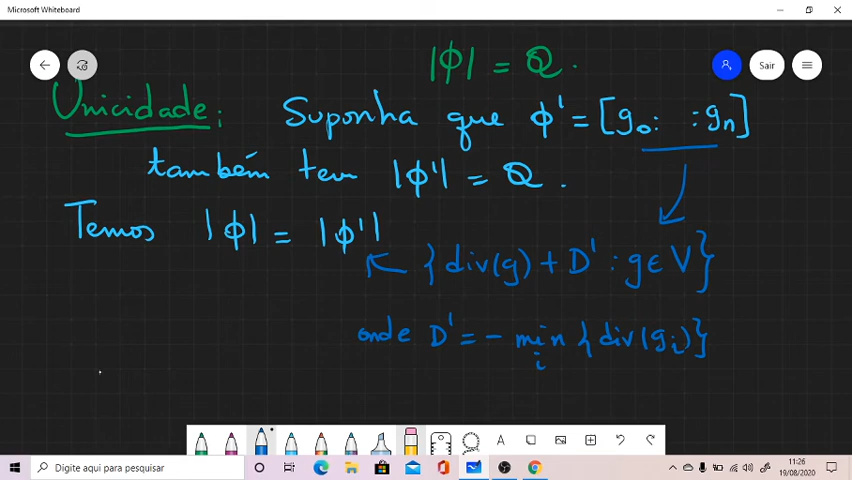 Microsoft Whiteboard
|Φ| = Q.
Sair
Unicidade: Suponha que Φ' = [g₀: :gₙ]
também tem |Φ'| = Q.
Temos |Φ| = |Φ'|
← {div(g) + D' : g ∈ V}
onde D' = - min {div(gᵢ)}
i
A
Digite aqui para pesquisar
11:26
19/08/2020